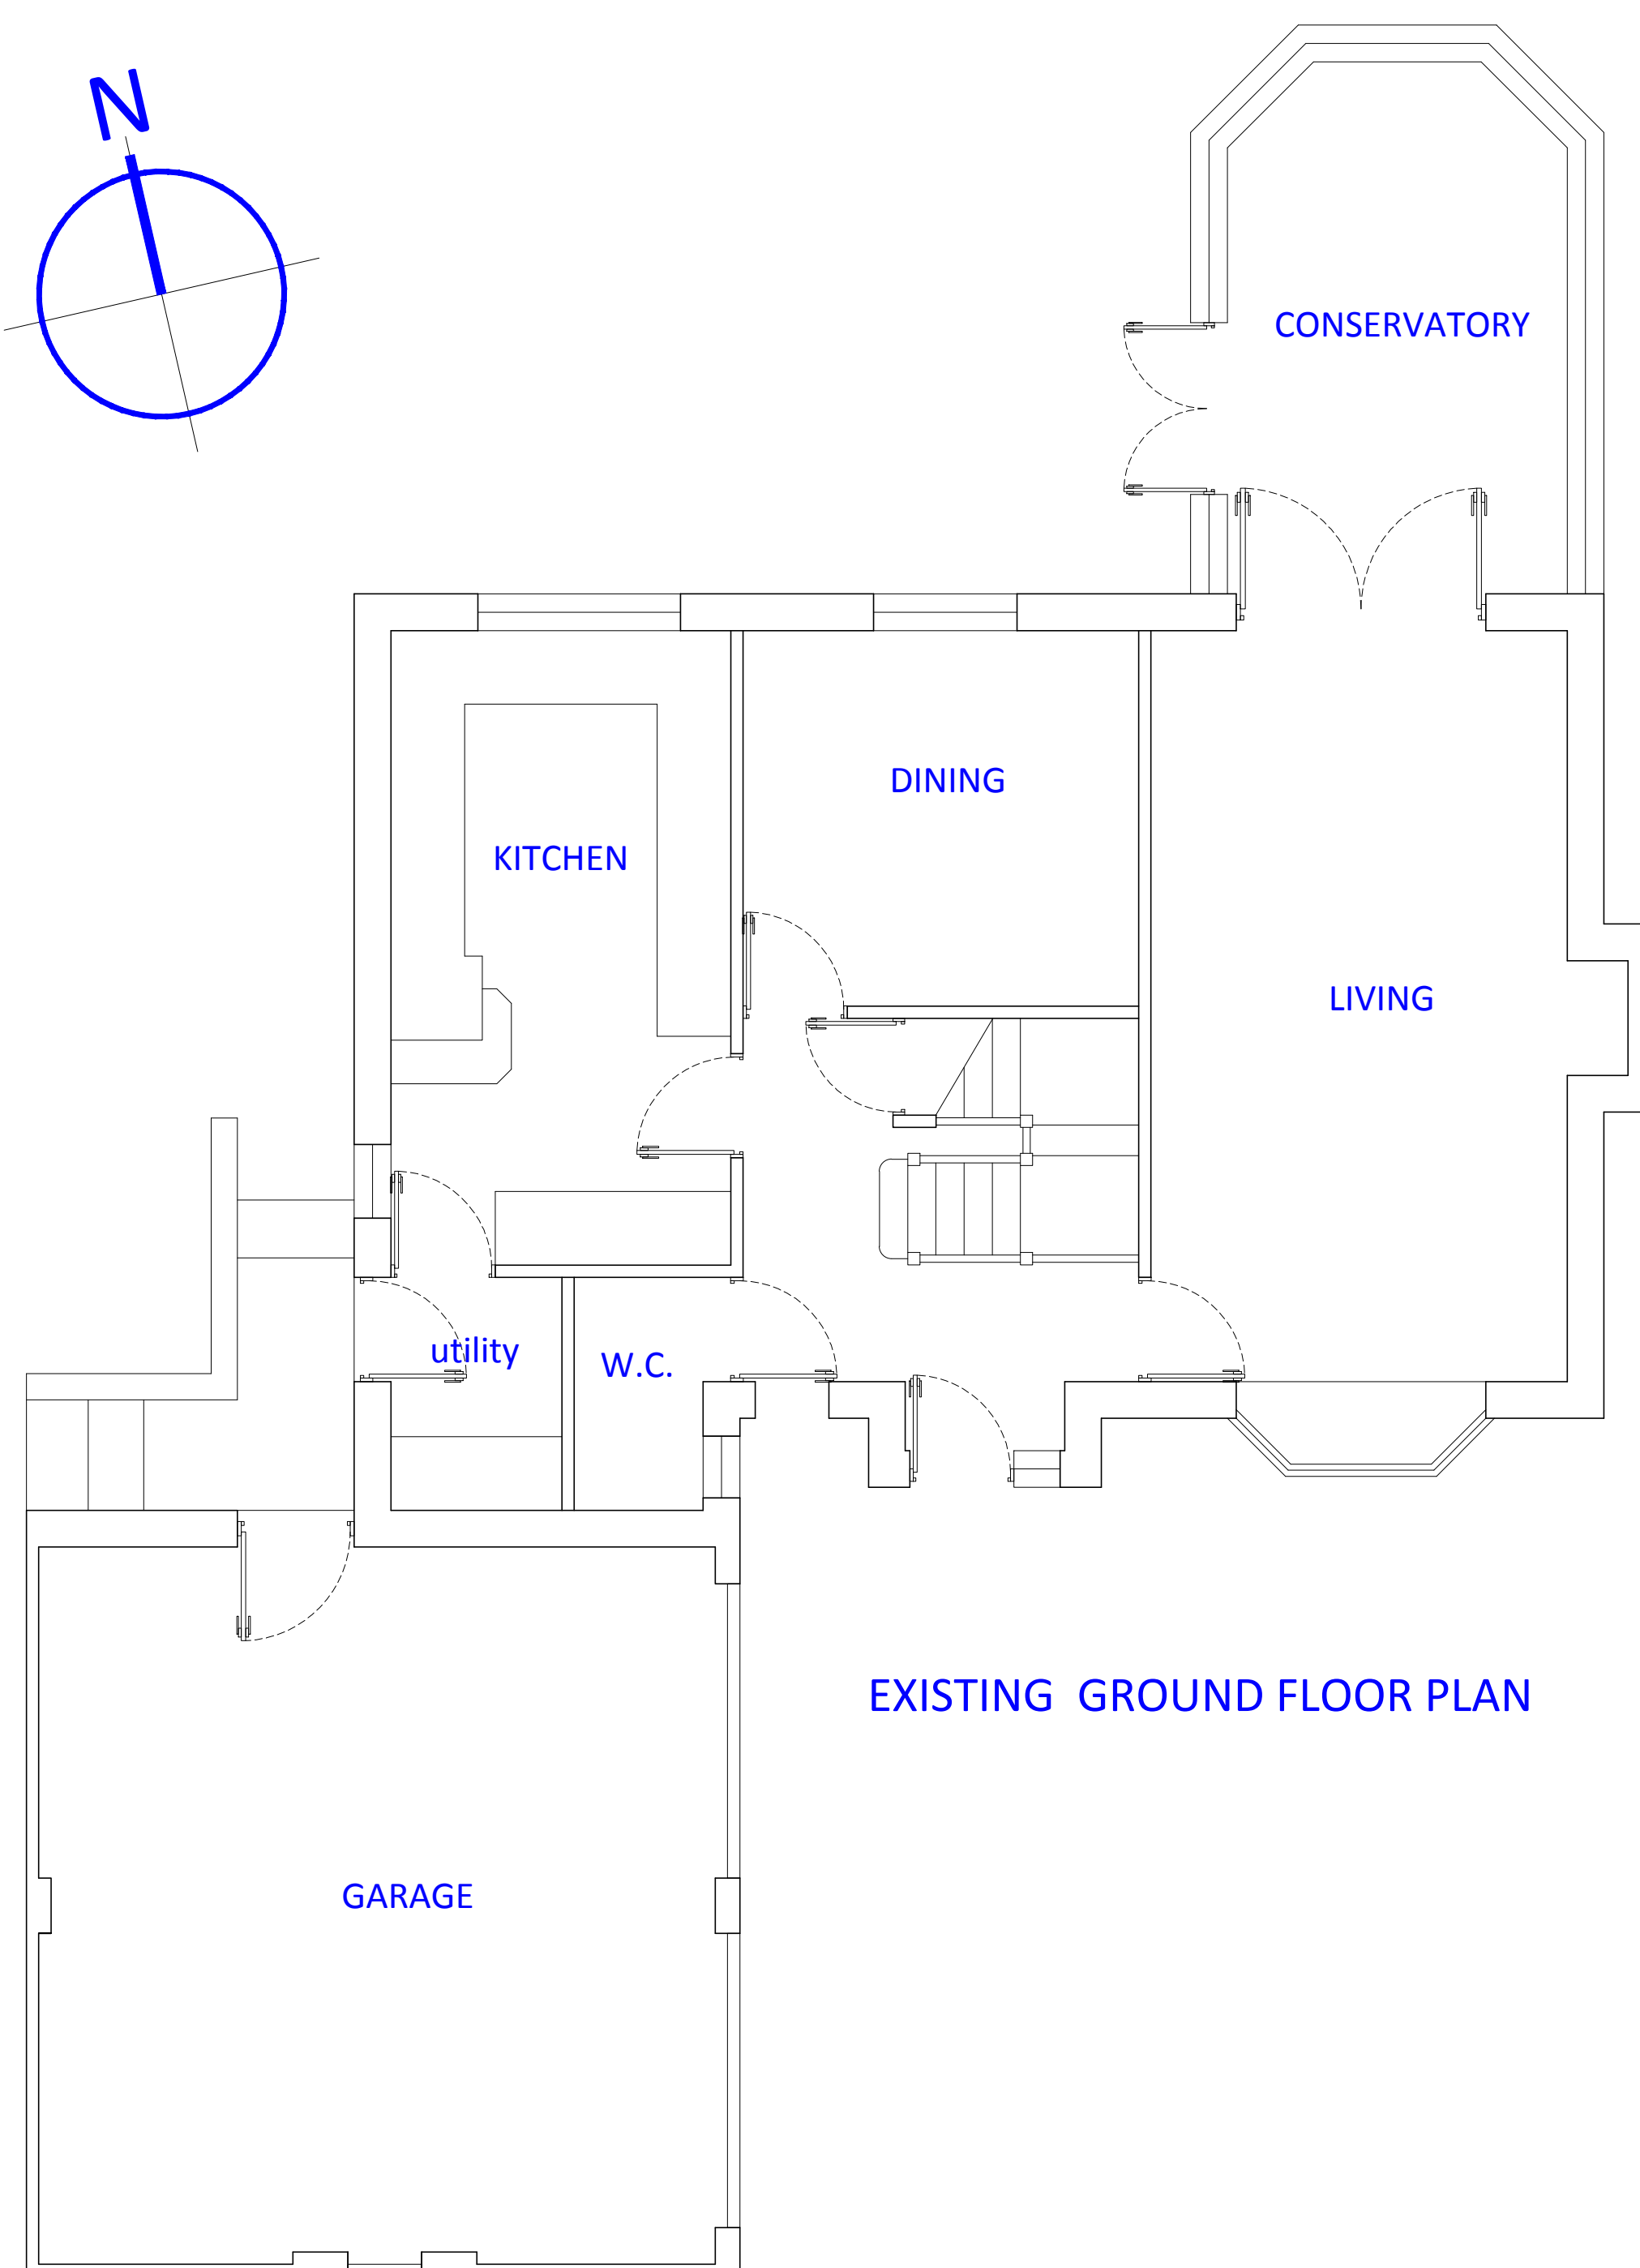 N
CONSERVATORY
DINING
KITCHEN
LIVING
utility
W.C.
EXISTING GROUND FLOOR PLAN
GARAGE